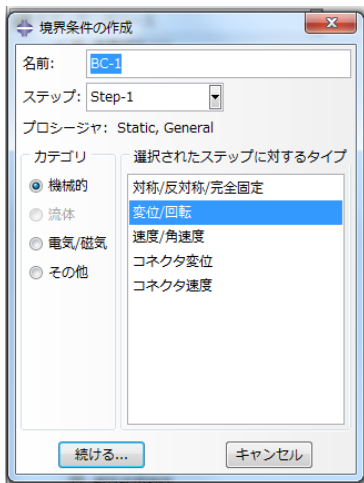 境界条件の作成
名前: BC-1
ステップ: Step-1
プロシージャ: Static, General
カテゴリ
機械的
流体
電気/磁気
その他
選択されたステップに対するタイプ
対称/反対称/完全固定
変位/回転
速度/角速度
コネクタ変位
コネクタ速度
続ける...
キャンセル